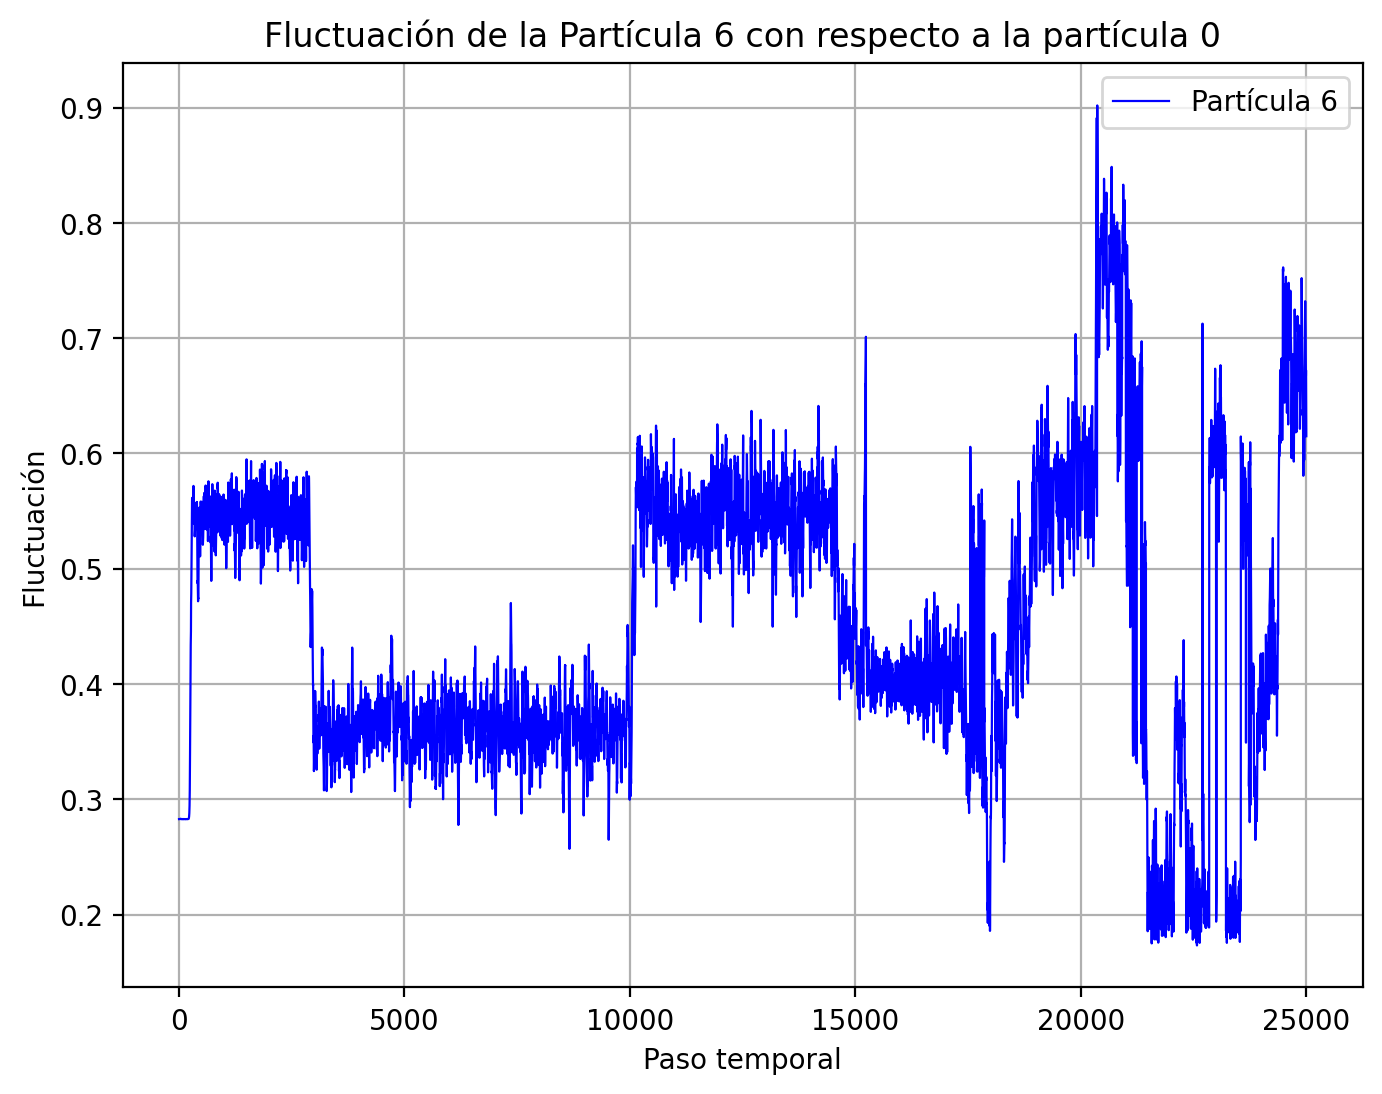 Fluctuación de la Partícula 6 con respecto a la partícula 0
Partícula 6
Fluctuación
0.9
0.8
0.7
0.6
0.5
0.4
0.3
0.2
0 5000 10000 15000 20000 25000
Paso temporal